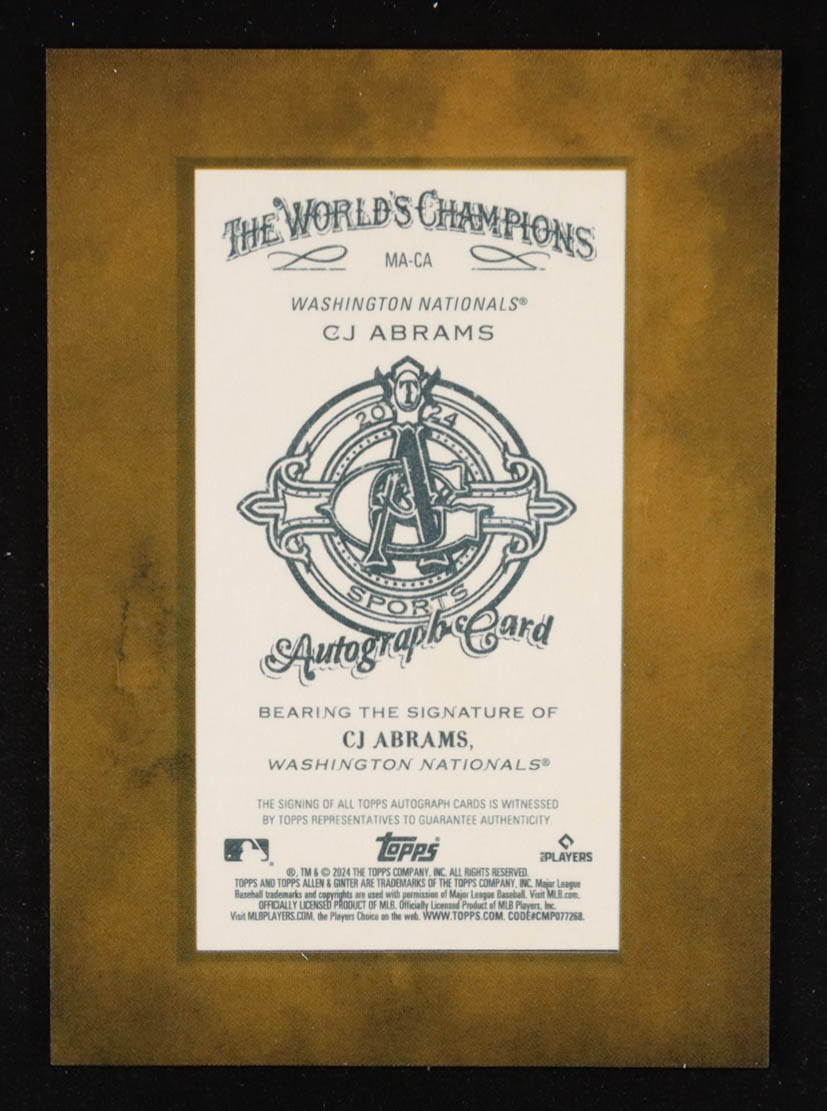 THE WORLD'S CHAMPIONS
MA-CA
WASHINGTON NATIONALS®
CJ ABRAMS
T
20 24
AG
SPORTS
Autograph Card
BEARING THE SIGNATURE OF
CJ ABRAMS,
WASHINGTON NATIONALS®
THE SIGNING OF ALL TOPPS AUTOGRAPH CARDS IS WITNESSED
BY TOPPS REPRESENTATIVES TO GUARANTEE AUTHENTICITY.
topps® PLAYERS
®, TM & © 2024 THE TOPPS COMPANY, INC. ALL RIGHTS RESERVED.
TOPPS AND TOPPS ALLEN & GINTER ARE TRADEMARKS OF THE TOPPS COMPANY, INC. Major League
Baseball trademarks and copyrights are used with permission of Major League Baseball. Visit MLB.com.
OFFICIALLY LICENSED PRODUCT OF MLB. Officially Licensed Product of MLB Players, Inc.
Visit MLBPLAYERS.COM, the Players Choice on the web. WWW.TOPPS.COM. CODE#CMP077268.